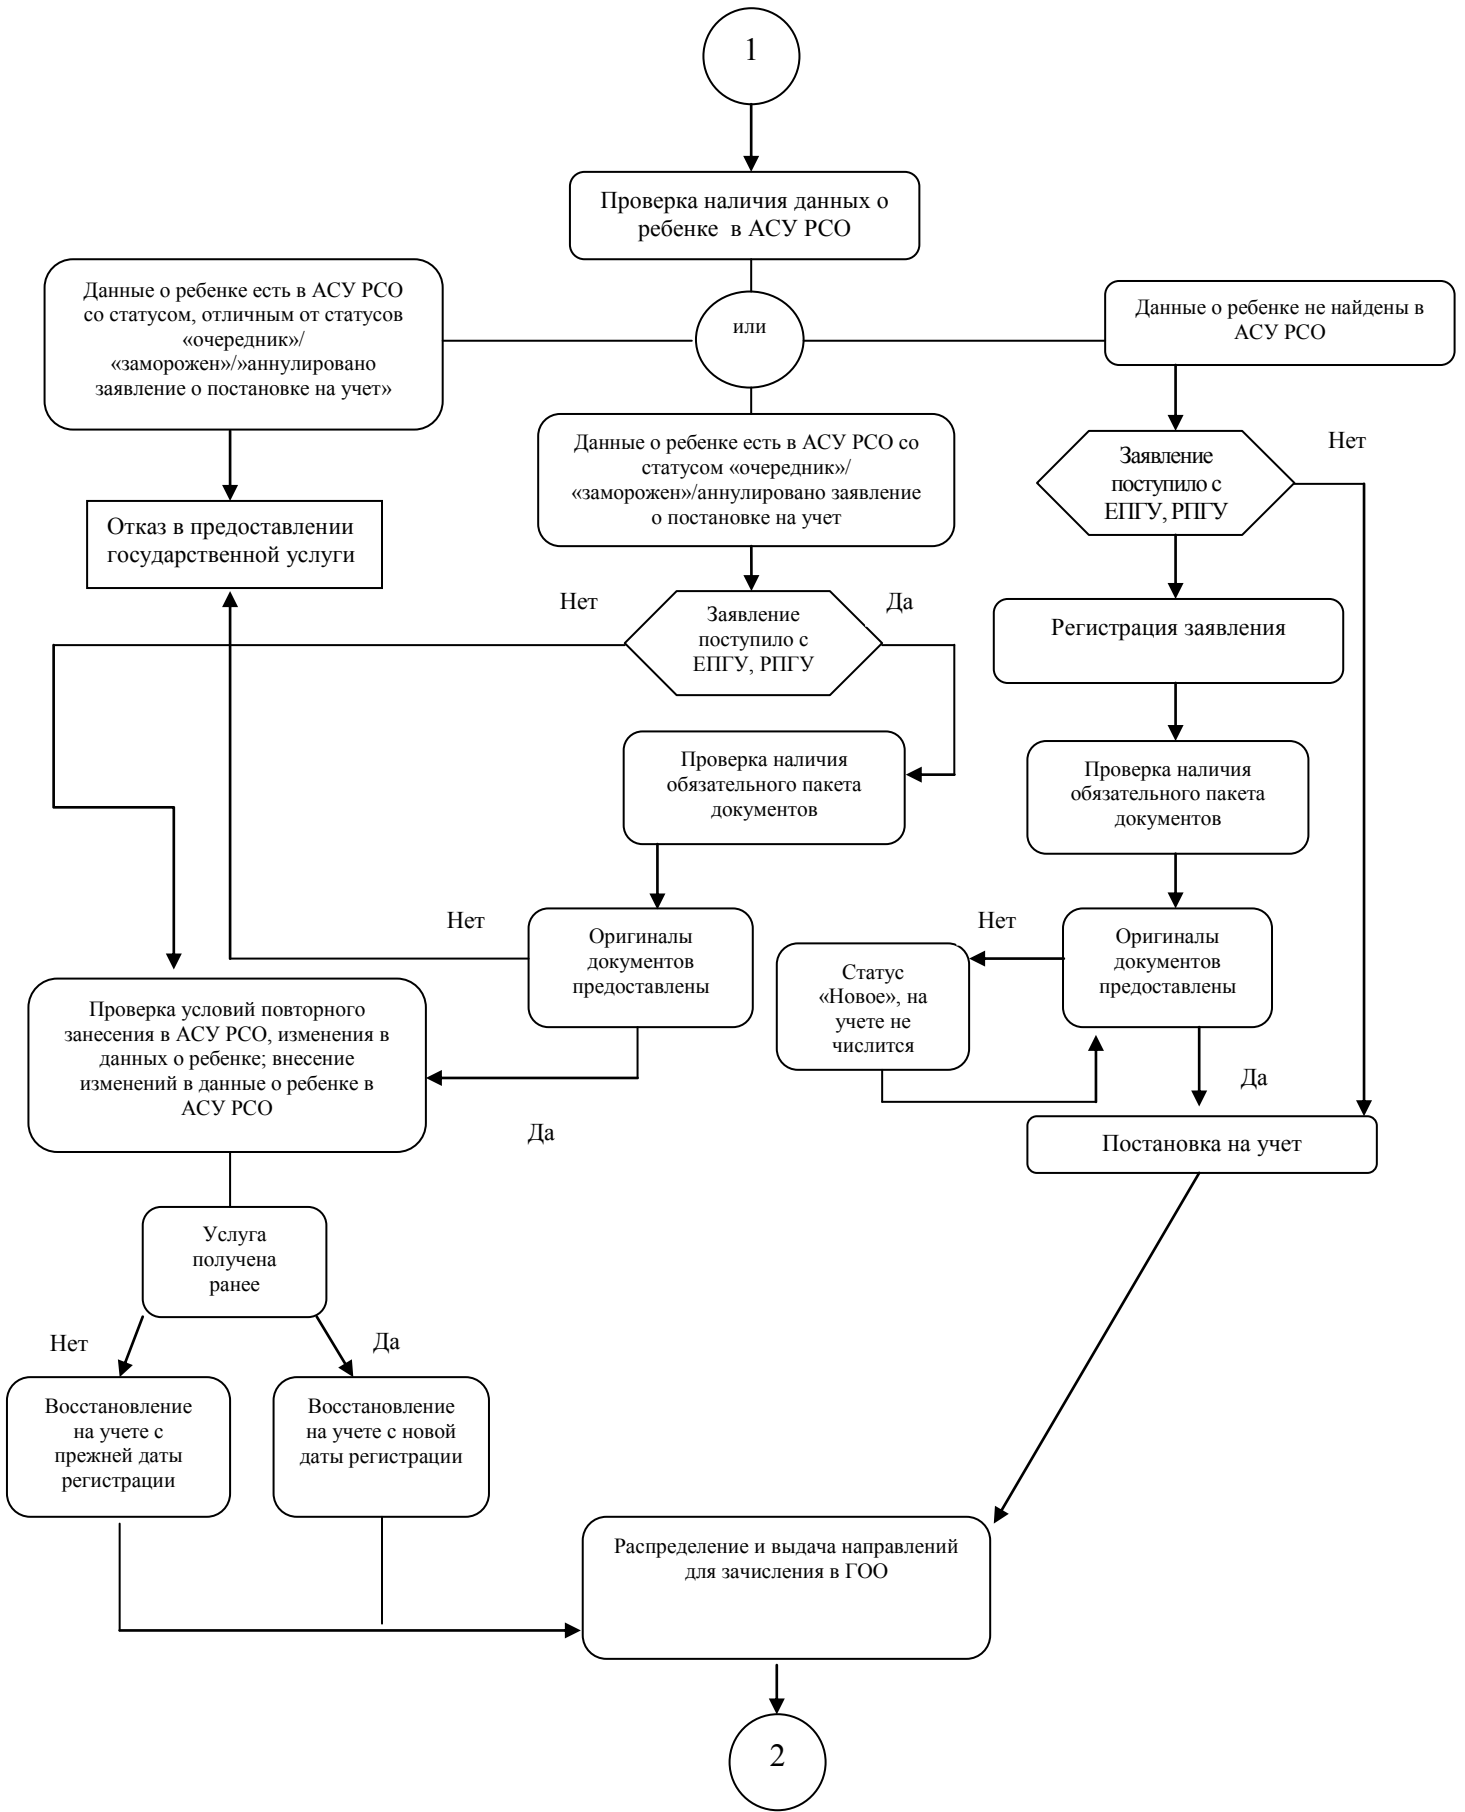 1
Проверка наличия данных о
ребенке в АСУ РСО
Данные о ребенке есть в АСУ РСО
со статусом, отличным от статусов
«очередник»/
«заморожен»/»аннулировано
заявление о постановке на учет»
или
Данные о ребенке не найдены в
АСУ РСО
Данные о ребенке есть в АСУ РСО со
статусом «очередник»/
«заморожен»/аннулировано заявление
о постановке на учет
Заявление
поступило с
ЕПГУ, РПГУ
Нет
Отказ в предоставлении
государственной услуги
Нет
Заявление
поступило с
ЕПГУ, РПГУ
Да
Регистрация заявления
Проверка наличия
обязательного пакета
документов
Проверка наличия
обязательного пакета
документов
Нет
Оригиналы
документов
предоставлены
Нет
Оригиналы
документов
предоставлены
Статус
«Новое», на
учете не
числится
Проверка условий повторного
занесения в АСУ РСО, изменения в
данных о ребенке; внесение
изменений в данные о ребенке в
АСУ РСО
Да
Да
Постановка на учет
Услуга
получена
ранее
Нет
Да
Восстановление
на учете с
прежней даты
регистрации
Восстановление
на учете с новой
даты регистрации
Распределение и выдача направлений
для зачисления в ГОО
2